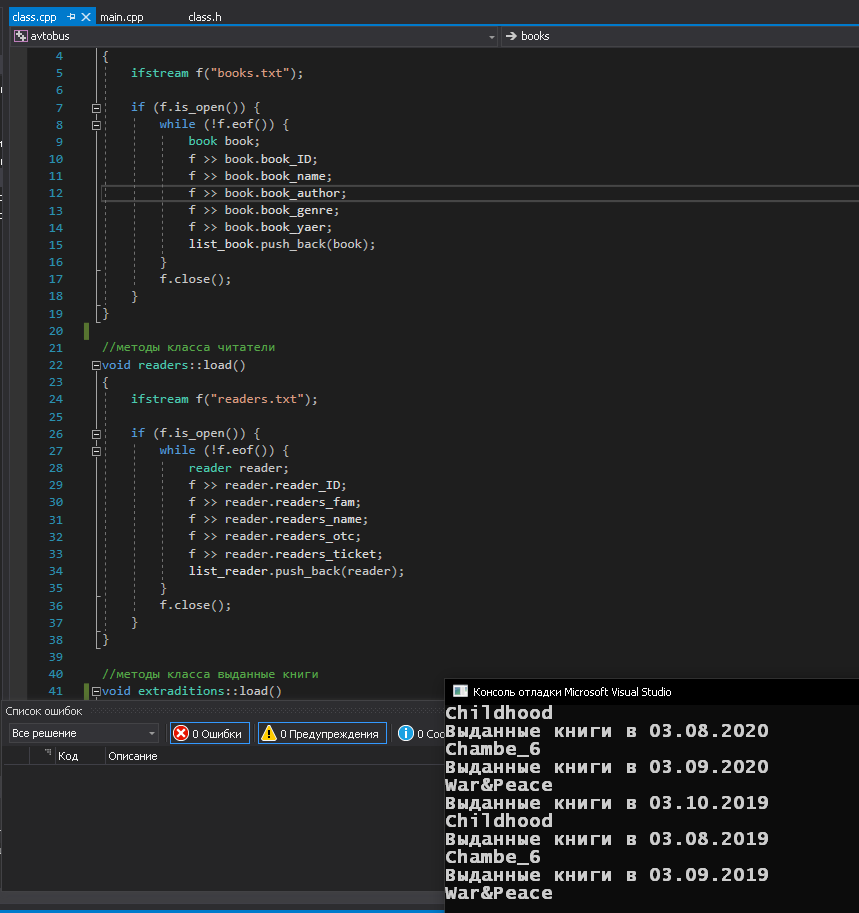 class.cpp main.cpp class.h
avtobus books
4 {
5 ifstream f("books.txt");
6
7 if (f.is_open()) {
8 while (!f.eof()) {
9 book book;
10 f >> book.book_ID;
11 f >> book.book_name;
12 f >> book.book_author;
13 f >> book.book_genre;
14 f >> book.book_yaer;
15 list_book.push_back(book);
16 }
17 f.close();
18 }
19 }
20
21 //методы класса читатели
22 void readers::load()
23 {
24 ifstream f("readers.txt");
25
26 if (f.is_open()) {
27 while (!f.eof()) {
28 reader reader;
29 f >> reader.reader_ID;
30 f >> reader.readers_fam;
31 f >> reader.readers_name;
32 f >> reader.readers_otc;
33 f >> reader.readers_ticket;
34 list_reader.push_back(reader);
35 }
36 f.close();
37 }
38 }
39
40 //методы класса выданные книги
41 void extraditions::load()
Список ошибок
Все решение 0 Ошибки 0 Предупреждения 0 Соо
Код Описание
Консоль отладки Microsoft Visual Studio
Childhood
Выданные книги в 03.08.2020
Chambe_6
Выданные книги в 03.09.2020
War&Peace
Выданные книги в 03.10.2019
Childhood
Выданные книги в 03.08.2019
Chambe_6
Выданные книги в 03.09.2019
War&Peace